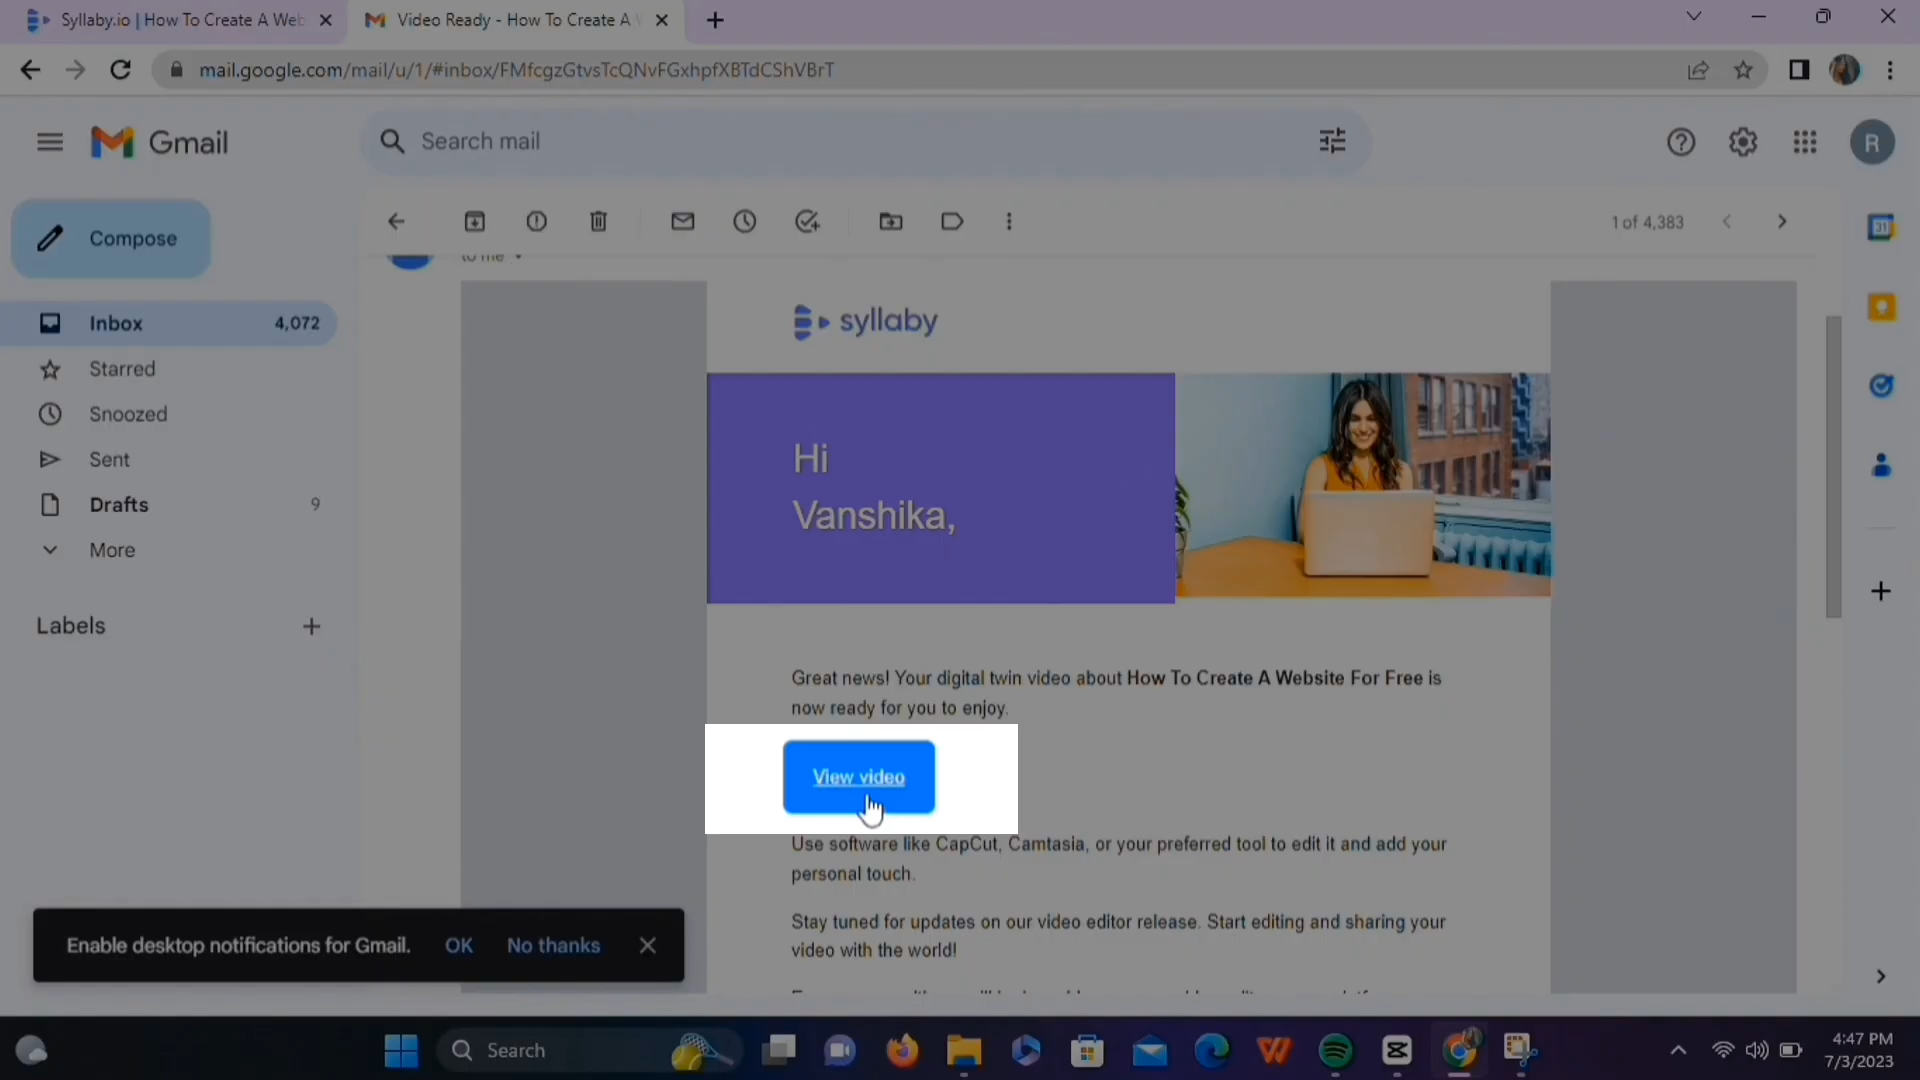 Syllaby.io | How To Create A Web
Video Ready - How To Create A
mail.google.com/mail/u/1/#inbox/FMfcgzGtvsTcQNvFGxhpfXBTdCShVBrT
Gmail
Search mail
R
Compose
1 of 4,383
to me
31
Inbox 4,072
Starred
Snoozed
Sent
Drafts 9
More
Labels
syllaby
Hi
Vanshika,
Great news! Your digital twin video about How To Create A Website For Free is
now ready for you to enjoy.
View video
Use software like CapCut, Camtasia, or your preferred tool to edit it and add your
personal touch.
Stay tuned for updates on our video editor release. Start editing and sharing your
video with the world!
Enable desktop notifications for Gmail. OK No thanks
Search
4:47 PM
7/3/2023